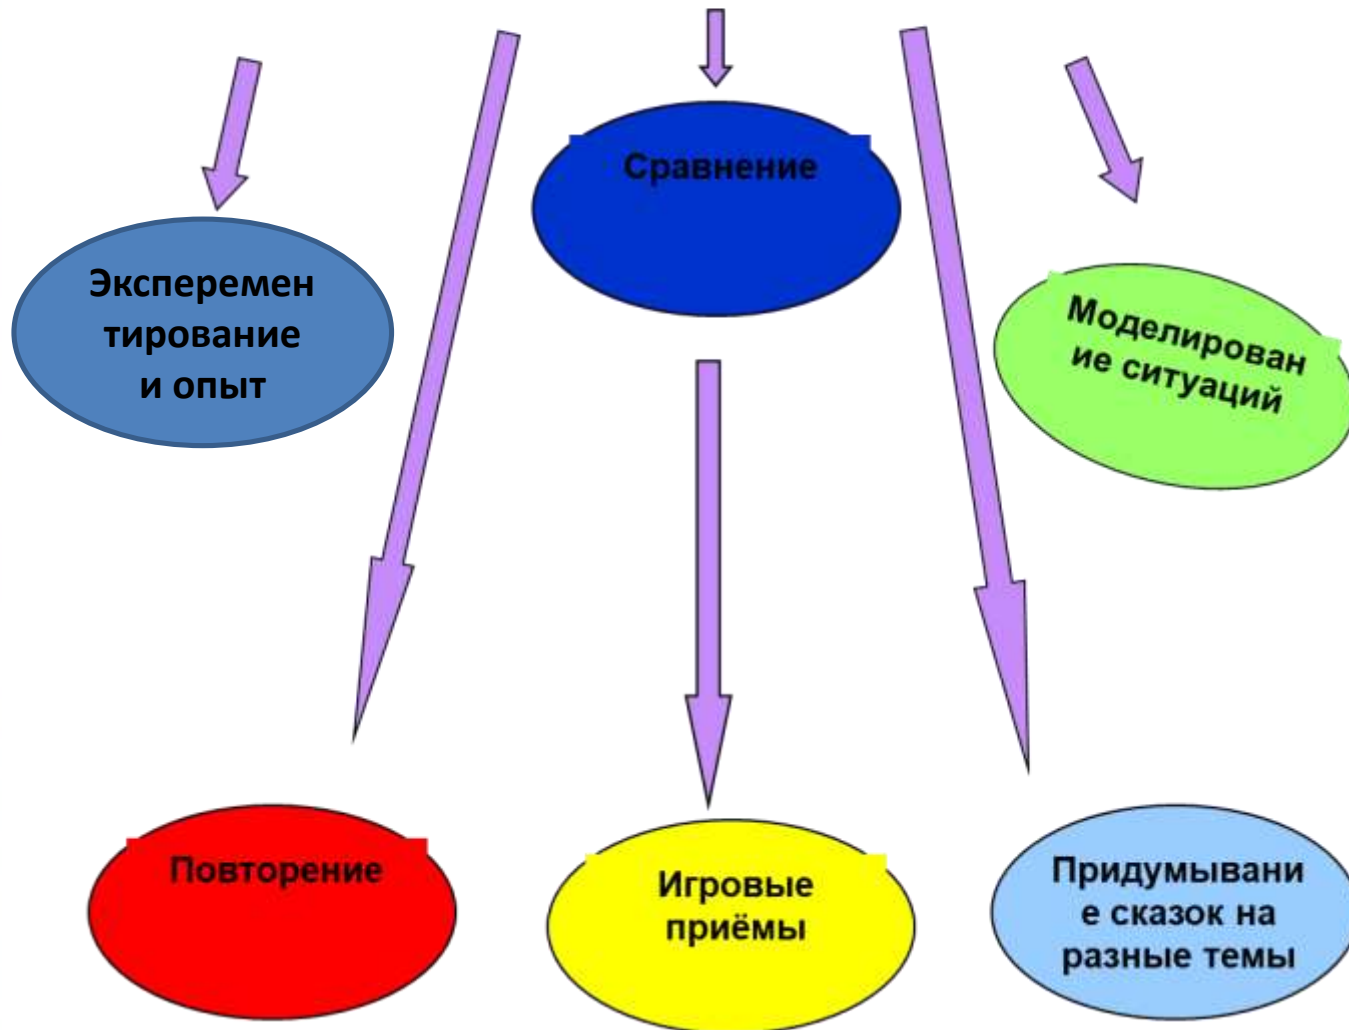 Сравнение
Эксперемен
тирование
и опыт
Моделирован
ие ситуаций
Повторение
Игровые
приёмы
Придумывани
е сказок на
разные темы